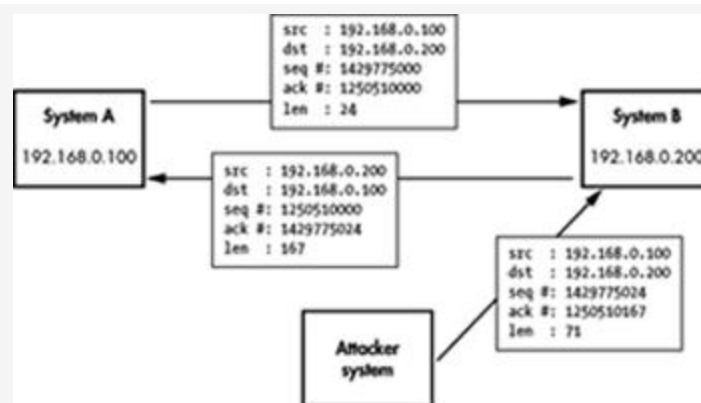 src : 192.168.0.100
dst : 192.168.0.200
seq #: 1429775000
ack #: 1250510000
len : 24
System A
192.168.0.100
System B
192.168.0.200
src : 192.168.0.200
dst : 192.168.0.100
seq #: 1250510000
ack #: 1429775024
len : 167
src : 192.168.0.100
dst : 192.168.0.200
seq #: 1429775024
ack #: 1250510167
len : 71
Attacker
system